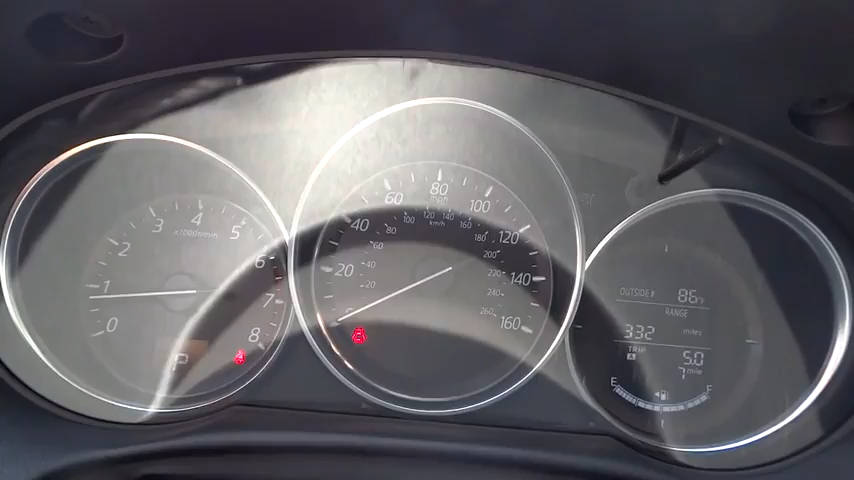 0
1
2
3
4
5
6
7
8
x1000r/min
P
20
40
60
80
100
120
140
160
mph
20
40
60
80
100
120
140
160
180
200
220
240
260
km/h
OUTSIDE 86°F
RANGE
332 miles
TRIP
A 5.0
7 mile
E F